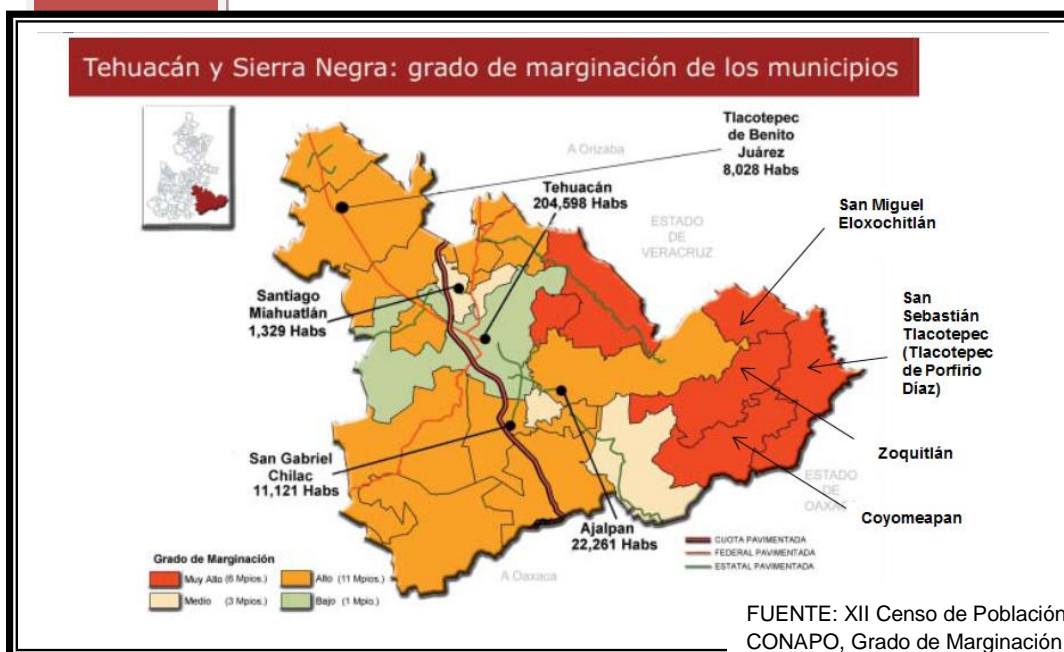 Tehuacán y Sierra Negra: grado de marginación de los municipios
Tlacotepec
de Benito
Juárez
8,028 Habs
A Orizaba
Tehuacán
204,598 Habs
ESTADO
DE
VERACRUZ
San Miguel
Eloxochitlán
Santiago
Miahuatlán
1,329 Habs
San
Sebastián
Tlacotepec
(Tlacotepec
de Porfirio
Díaz)
Zoquitlán
San Gabriel
Chilac
11,121 Habs
ESTADO
DE
OAXACA
Coyomeapan
Ajalpan
22,261 Habs
A Oaxaca
CUOTA PAVIMENTADA
FEDERAL PAVIMENTADA
ESTATAL PAVIMENTADA
Grado de Marginación
Muy Alto (6 Mpios.) Alto (11 Mpios.)
Medio (3 Mpios.) Bajo (1 Mpio.)
FUENTE: XII Censo de Población
CONAPO, Grado de Marginación